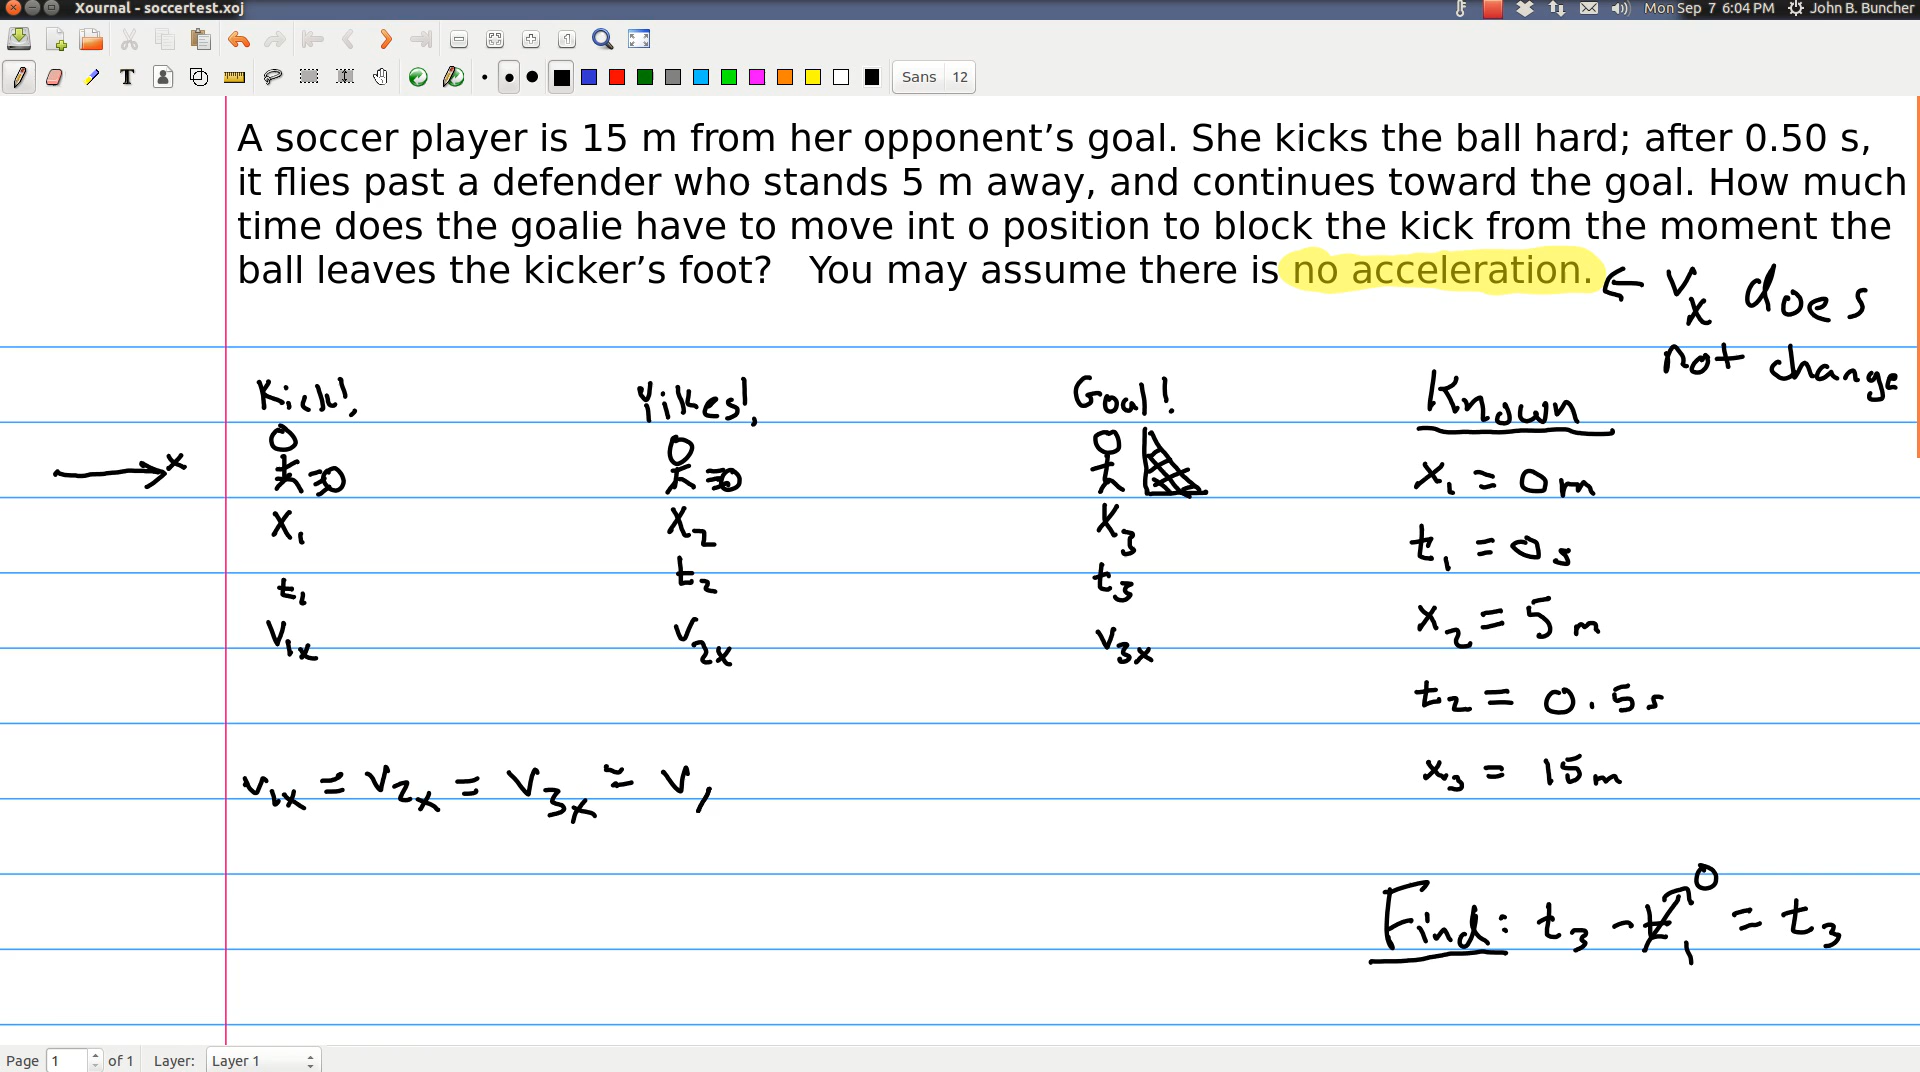 Xournal - soccertest.xoj
Mon Sep 7 6:04 PM John B. Buncher
Sans 12
A soccer player is 15 m from her opponent’s goal. She kicks the ball hard; after 0.50 s,
it flies past a defender who stands 5 m away, and continues toward the goal. How much
time does the goalie have to move int o position to block the kick from the moment the
ball leaves the kicker’s foot? You may assume there is no acceleration.
← vₓ does
not change
Kick! Yikes! Goal! Known
x
x₁ x₂ x₃
t₁ t₂ t₃
v₁ₓ v₂ₓ v₃ₓ
x₁ = 0 m
t₁ = 0 s
x₂ = 5 m
t₂ = 0.5 s
x₃ = 15 m
v₁ₓ = v₂ₓ = v₃ₓ = v,
Find: t₃ - t₁ 0 = t₃
Page 1 of 1 Layer: Layer 1